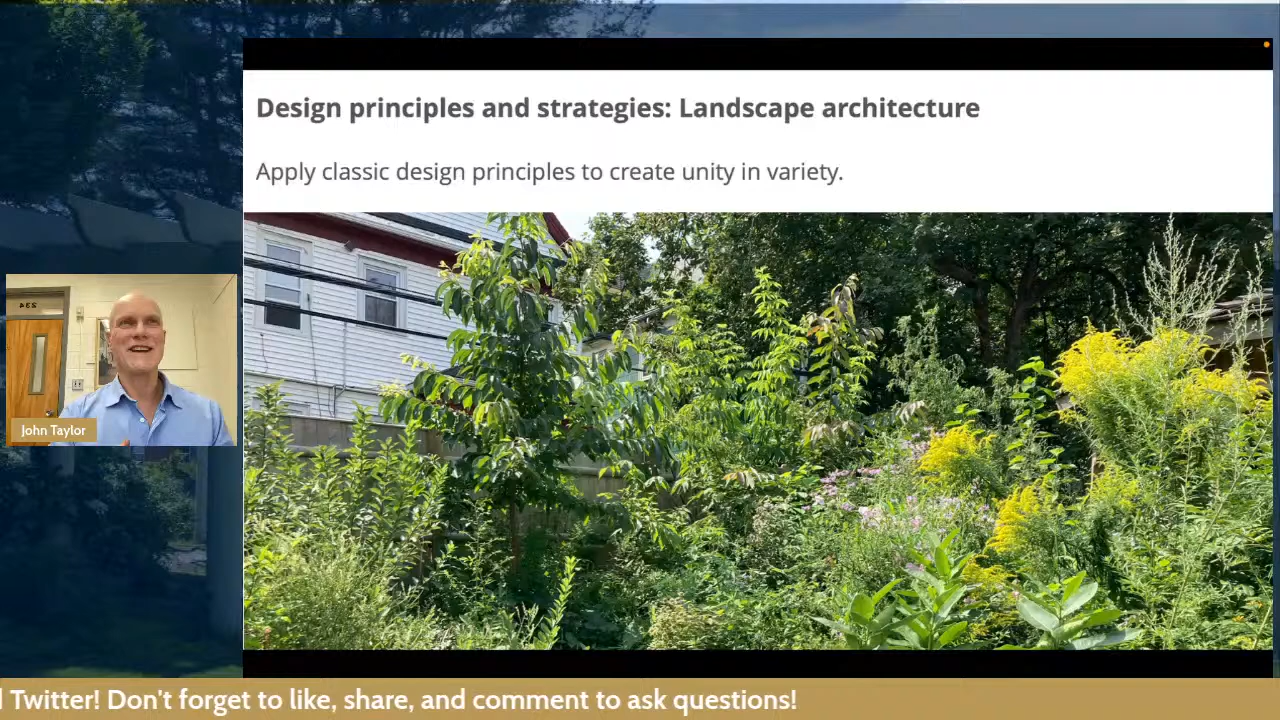 Design principles and strategies: Landscape architecture
Apply classic design principles to create unity in variety.
234
John Taylor
Twitter! Don't forget to like, share, and comment to ask questions!